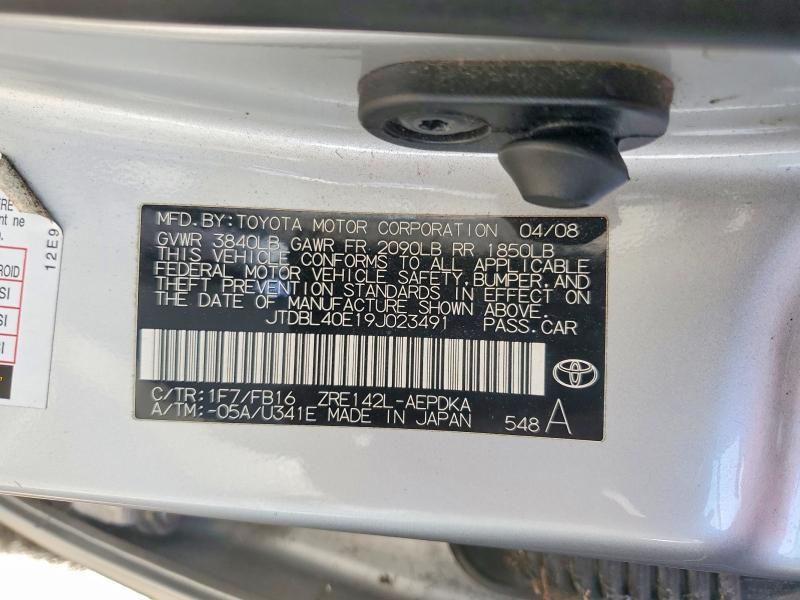 MFD. BY: TOYOTA MOTOR CORPORATION 04/08
GVWR 3840LB GAWR FR 2090LB RR 1850LB
THIS VEHICLE CONFORMS TO ALL APPLICABLE
FEDERAL MOTOR VEHICLE SAFETY, BUMPER, AND
THEFT PREVENTION STANDARDS IN EFFECT ON
THE DATE OF MANUFACTURE SHOWN ABOVE.
JTDBL40E19J023491 PASS. CAR
C/TR: 1F7/FB16 ZRE142L-AEPDKA
A/TM: -05A/U341E MADE IN JAPAN 548 A
12E9